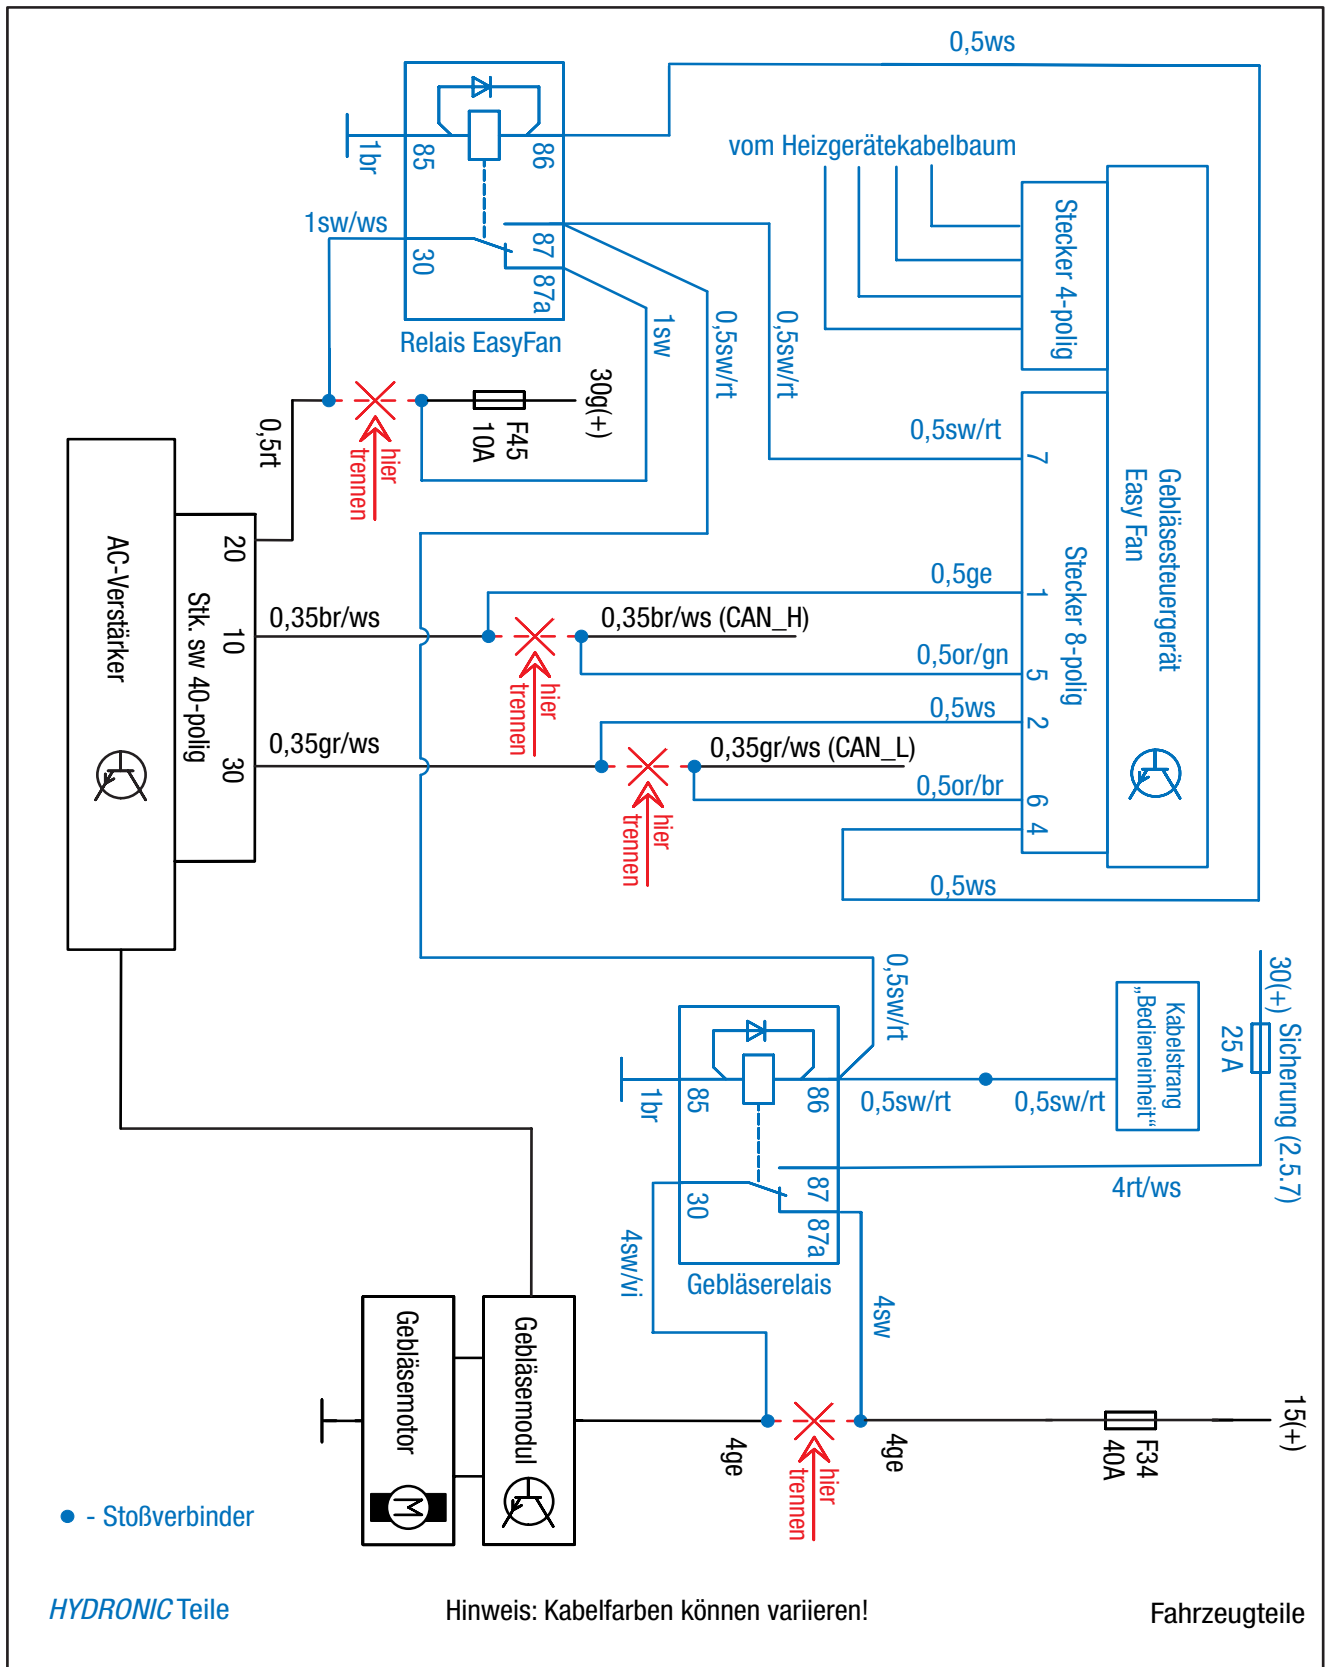 0,5ws
vom Heizgerätekabelbaum
85
86
1br
1sw/ws
30
87
87a
Relais EasyFan
1sw
0,5sw/rt
0,5sw/rt
Stecker 4-polig
30g(+)
F45
10A
0,5rt
hier
trennen
0,5sw/rt
7
Gebläsesteuergerät
Easy Fan
Stecker 8-polig
AC-Verstärker
Stk. sw 40-polig
20
10
30
0,35br/ws
0,35br/ws (CAN_H)
0,5ge
1
hier
trennen
0,5or/gn
5
0,5ws
2
0,35gr/ws
0,35gr/ws (CAN_L)
0,5or/br
6
4
hier
trennen
0,5ws
0,5sw/rt
30(+)
Sicherung (2.5.7)
25 A
Kabelstrang
„Bedieneinheit“
85
86
1br
0,5sw/rt
0,5sw/rt
30
87
87a
4rt/ws
4sw/vi
Gebläserelais
4sw
Gebläsemotor
M
Gebläsemodul
4ge
hier
trennen
4ge
F34
40A
15(+)
- Stoßverbinder
HYDRONIC Teile
Hinweis: Kabelfarben können variieren!
Fahrzeugteile